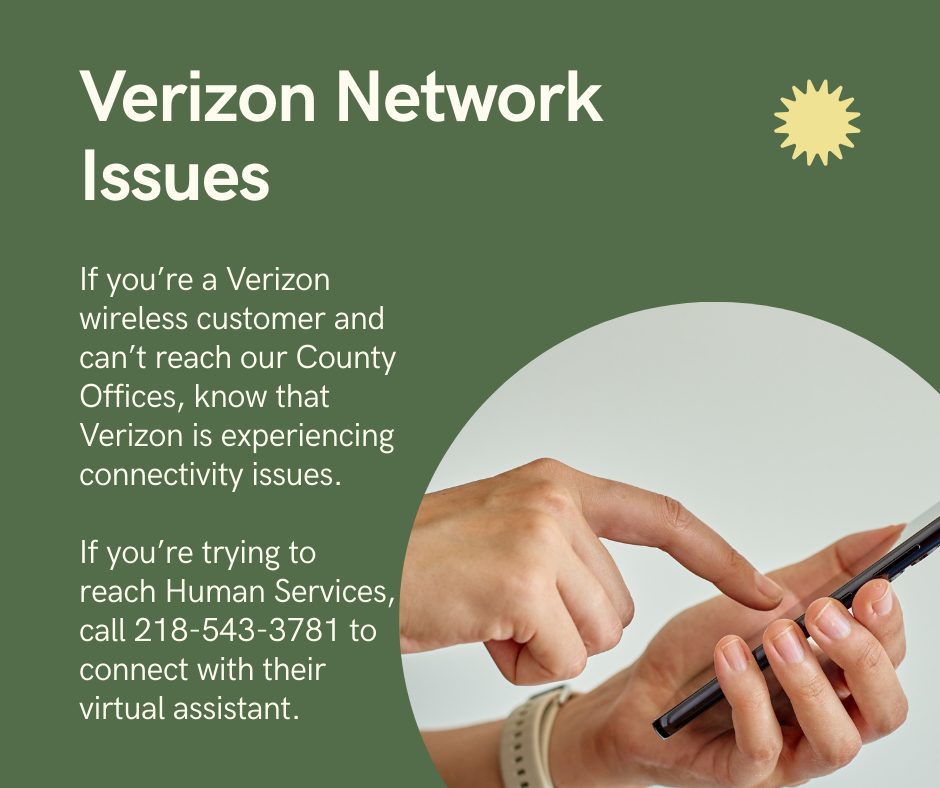 Verizon Network
Issues
If you’re a Verizon
wireless customer and
can’t reach our County
Offices, know that
Verizon is experiencing
connectivity issues.
If you’re trying to
reach Human Services,
call 218-543-3781 to
connect with their
virtual assistant.